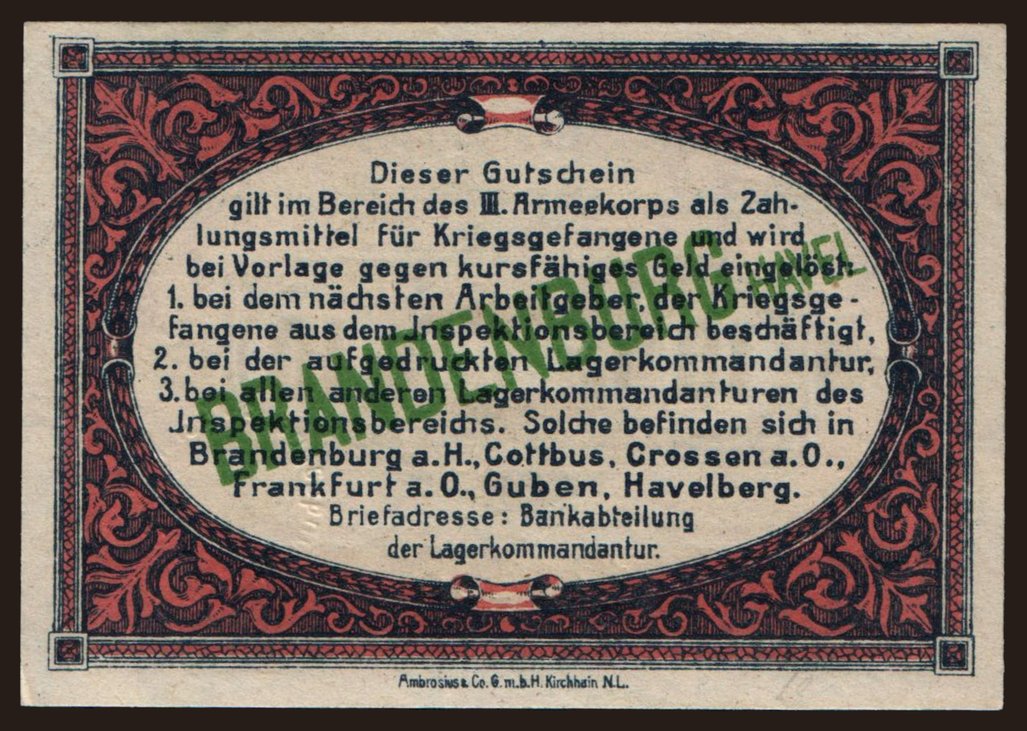 Dieser Gutschein
gilt im Bereich des III. Armeekorps als Zah-
lungsmittel für Kriegsgefangene und wird
bei Vorlage gegen kursfähiges Geld eingelöst:
1. bei dem nächsten Arbeitgeber, der Kriegsge-
fangene aus dem Inspektionsbereich beschäftigt,
2. bei der aufgedruckten Lagerkommandantur,
3. bei allen anderen Lagerkommandanturen des
Inspektionsbereichs. Solche befinden sich in
Brandenburg a.H., Cottbus, Crossen a.O.,
Frankfurt a.O., Guben, Havelberg.
Briefadresse: Bankabteilung
der Lagerkommandantur.
BRANDENBURG HAVEL
Ambrosius & Co. G.m.b.H. Kirchhain N.L.